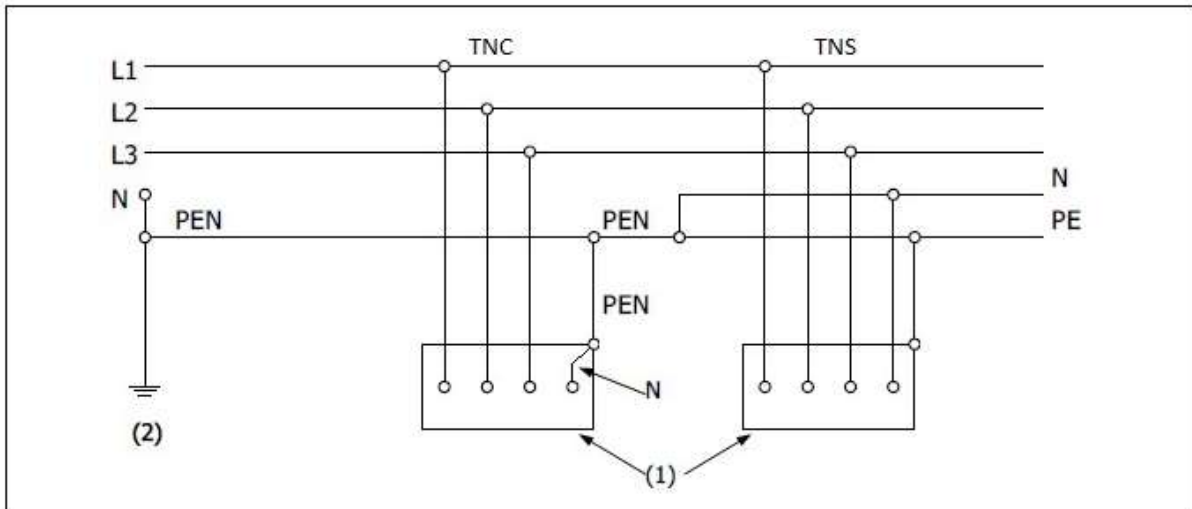 TNC TNS
L1
L2
L3
N N
PEN PEN PE
PEN
N
(2)
(1)